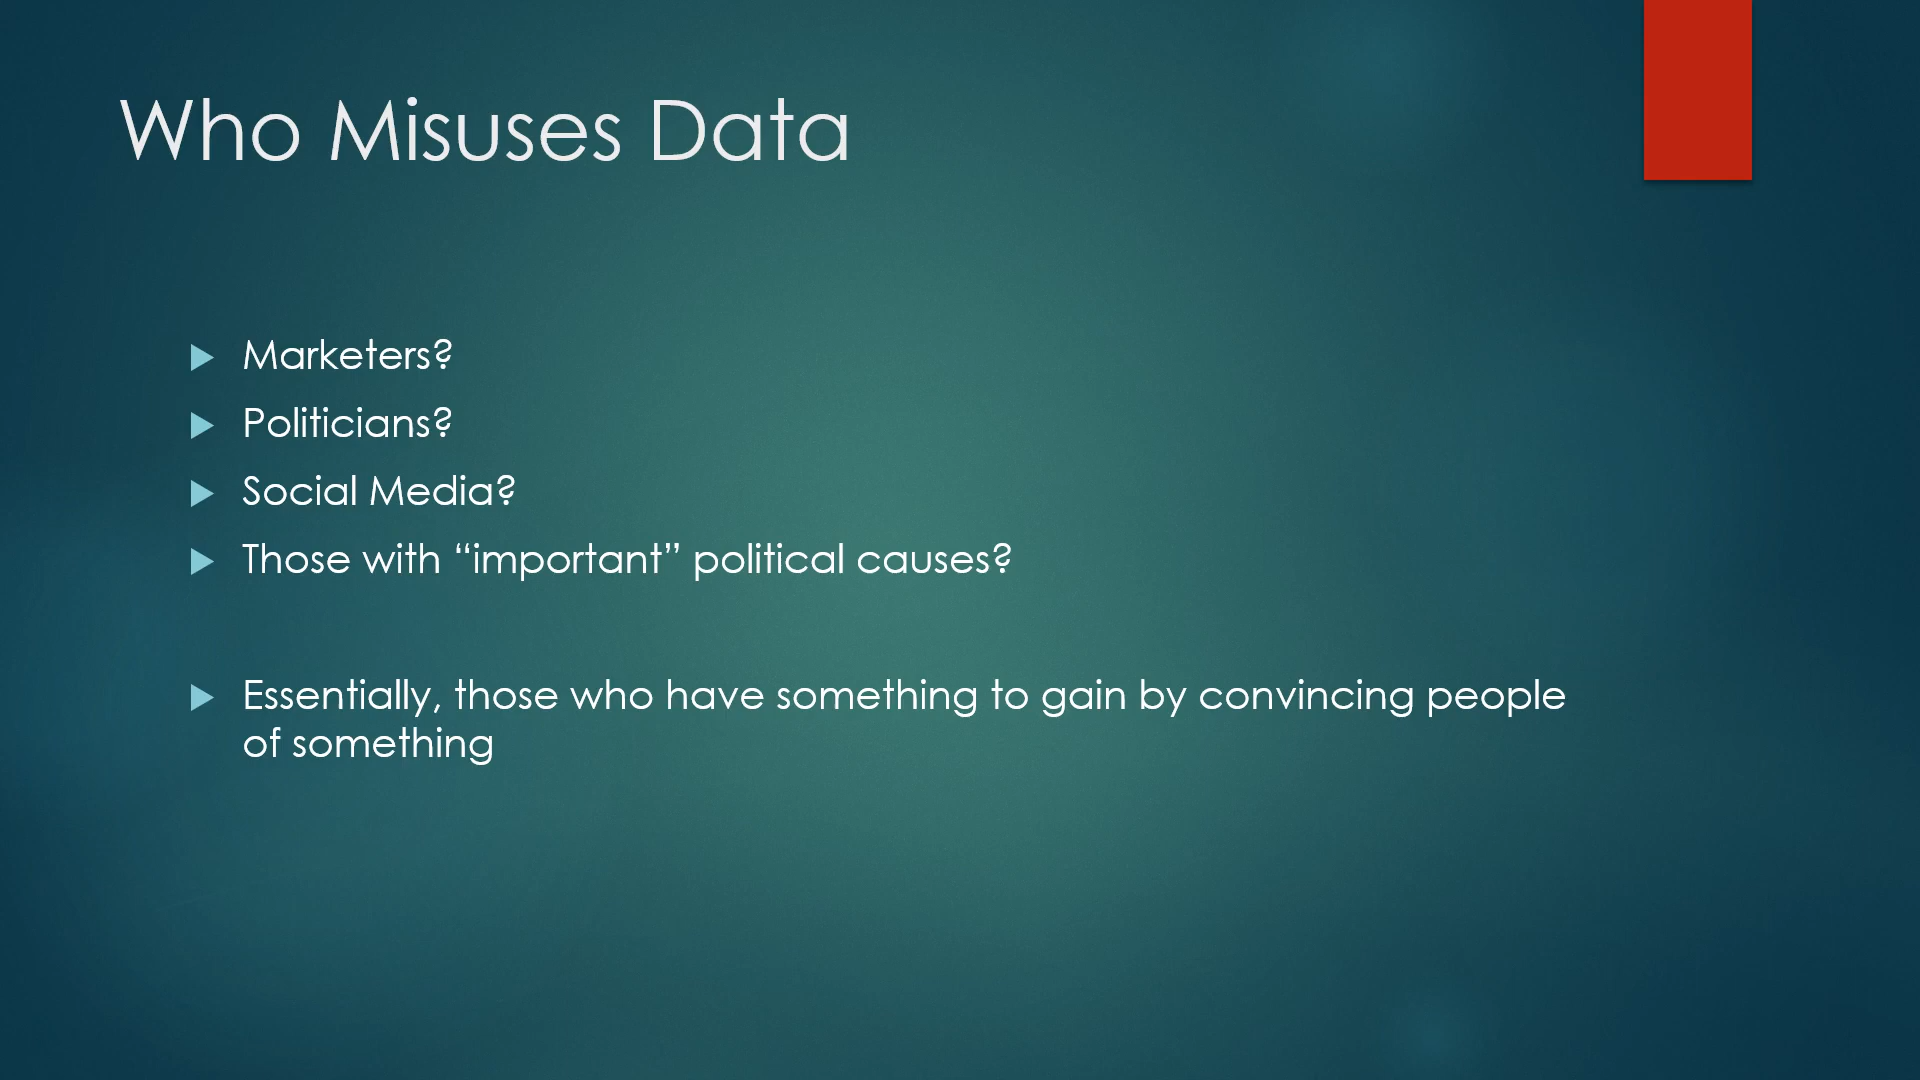 Who Misuses Data
Marketers?
Politicians?
Social Media?
Those with “important” political causes?
Essentially, those who have something to gain by convincing people
of something